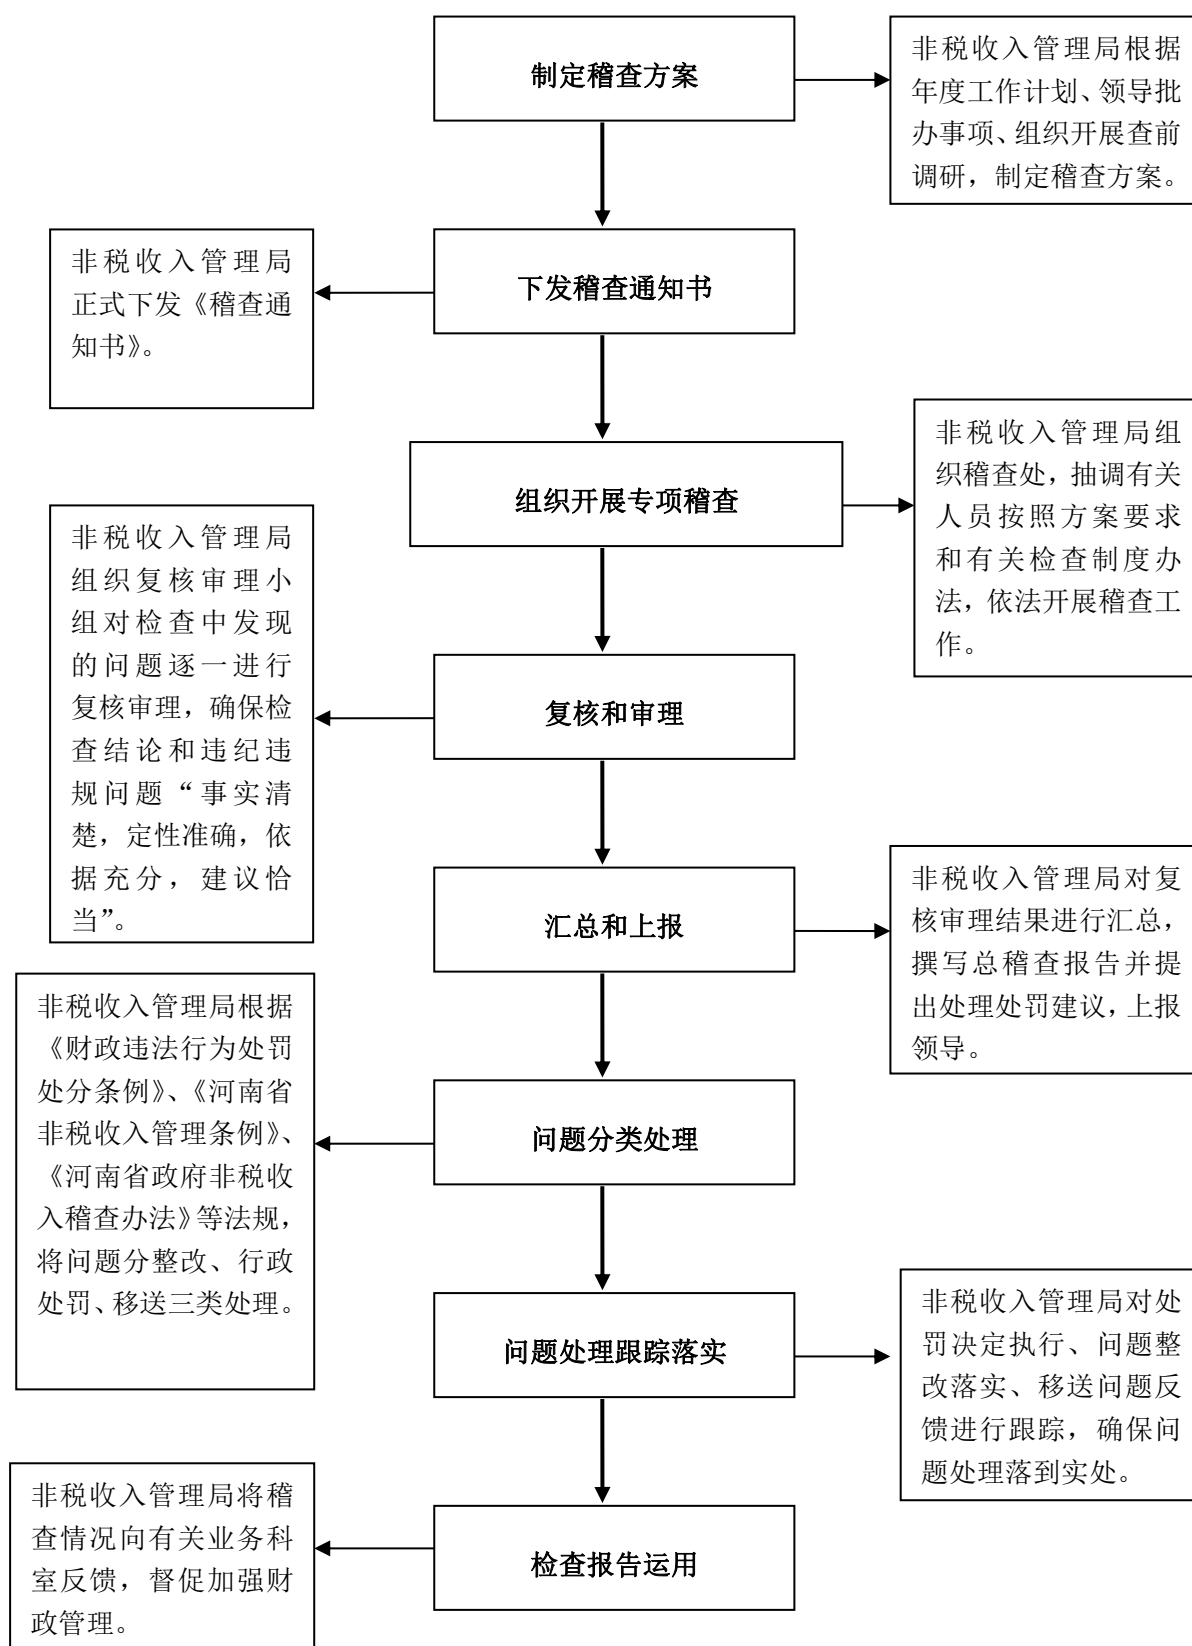 制定稽查方案
非税收入管理局根据
年度工作计划、领导批
办事项、组织开展查前
调研，制定稽查方案。
下发稽查通知书
非税收入管理局
正式下发《稽查通
知书》。
组织开展专项稽查
非税收入管理局组
织稽查处，抽调有关
人员按照方案要求
和有关检查制度办
法，依法开展稽查工
作。
复核和审理
非税收入管理局
组织复核审理小
组对检查中发现
的问题逐一进行
复核审理，确保检
查结论和违纪违
规问题“事实清
楚，定性准确，依
据充分，建议恰
当”。
汇总和上报
非税收入管理局对复
核审理结果进行汇总，
撰写总稽查报告并提
出处理处罚建议，上报
领导。
问题分类处理
非税收入管理局根据
《财政违法行为处罚
处分条例》、《河南省
非税收入管理条例》、
《河南省政府非税收
入稽查办法》等法规，
将问题分整改、行政
处罚、移送三类处理。
问题处理跟踪落实
非税收入管理局对处
罚决定执行、问题整
改落实、移送问题反
馈进行跟踪，确保问
题处理落到实处。
检查报告运用
非税收入管理局将稽
查情况向有关业务科
室反馈，督促加强财
政管理。